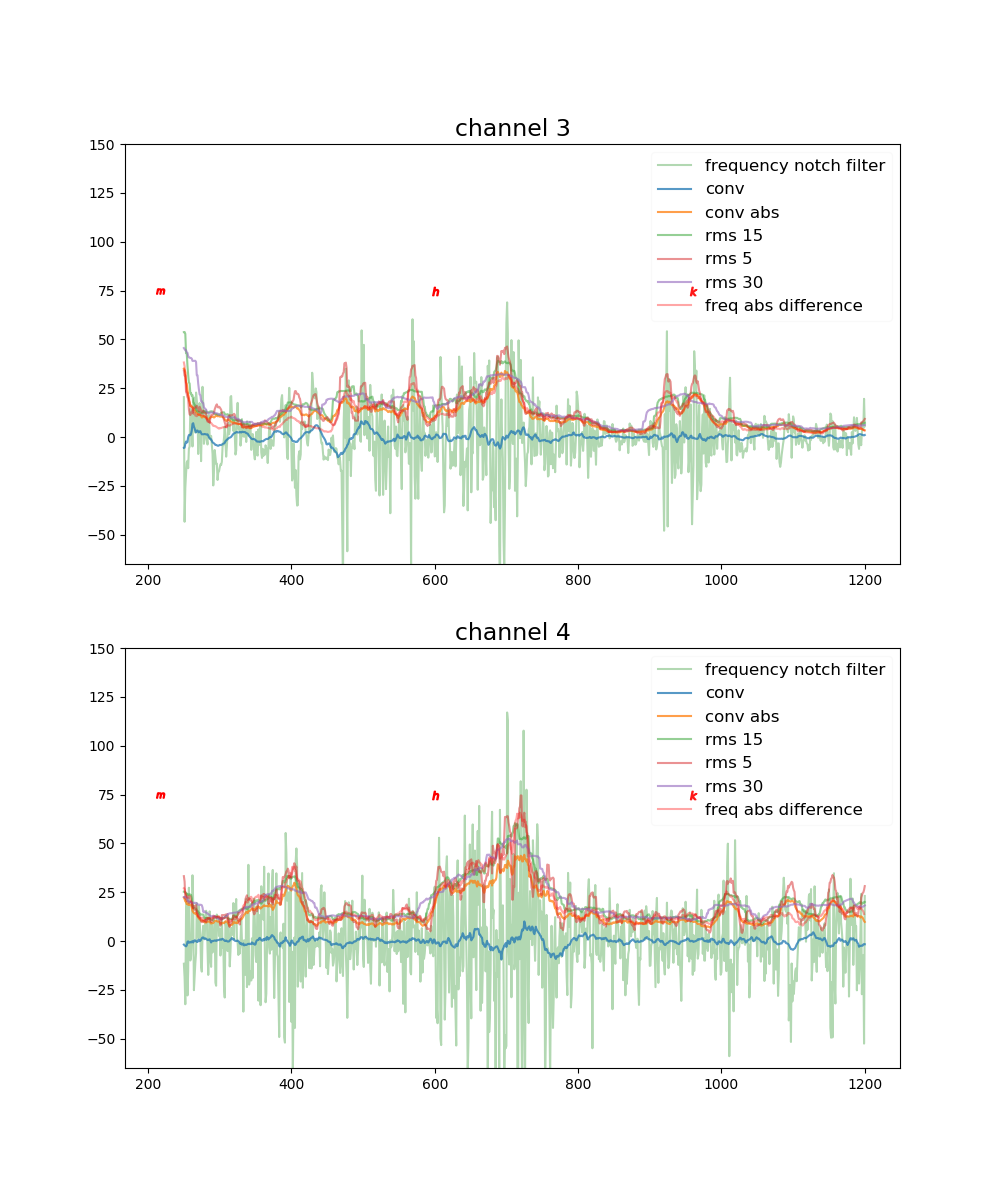 channel 3
150
125
100
75
50
25
0
−25
−50
frequency notch filter
conv
conv abs
rms 15
rms 5
rms 30
freq abs difference
m h k
200 400 600 800 1000 1200
channel 4
150
125
100
75
50
25
0
−25
−50
frequency notch filter
conv
conv abs
rms 15
rms 5
rms 30
freq abs difference
m h k
200 400 600 800 1000 1200